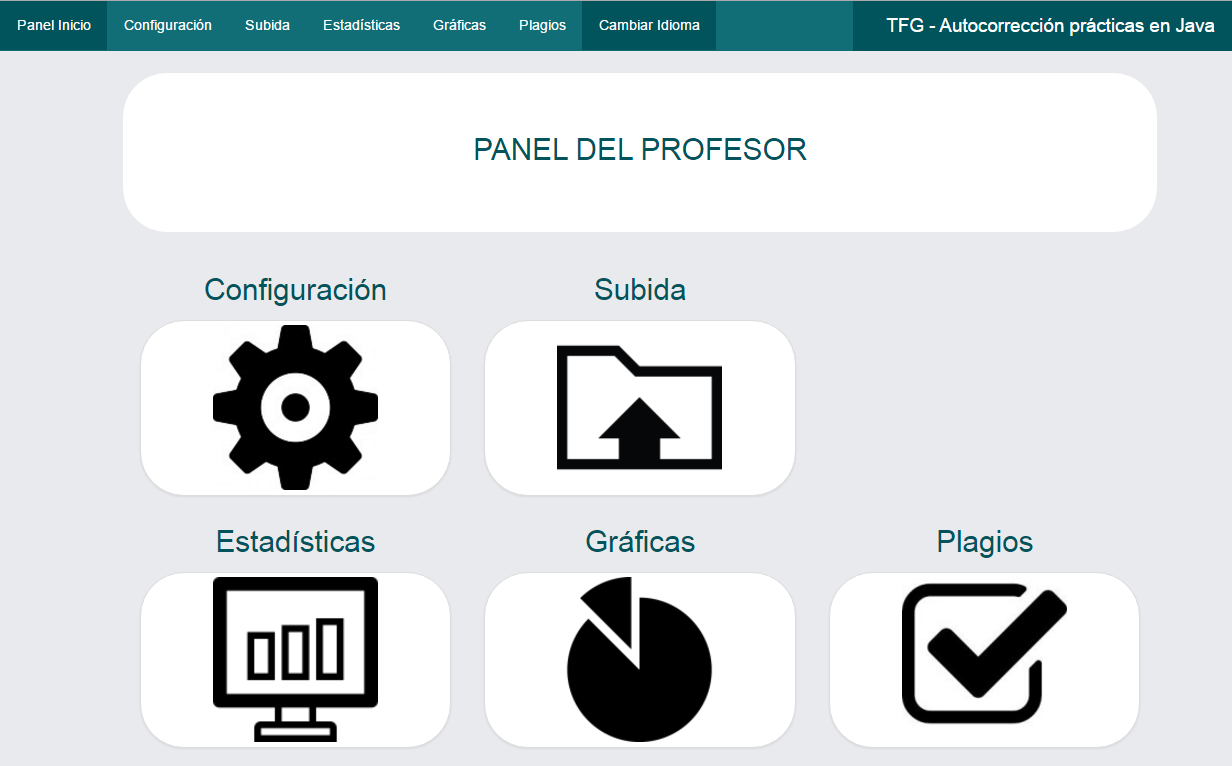 Panel Inicio Configuración Subida Estadísticas Gráficas Plagios Cambiar Idioma TFG - Autocorrección prácticas en Java
PANEL DEL PROFESOR
Configuración Subida
Estadísticas Gráficas Plagios